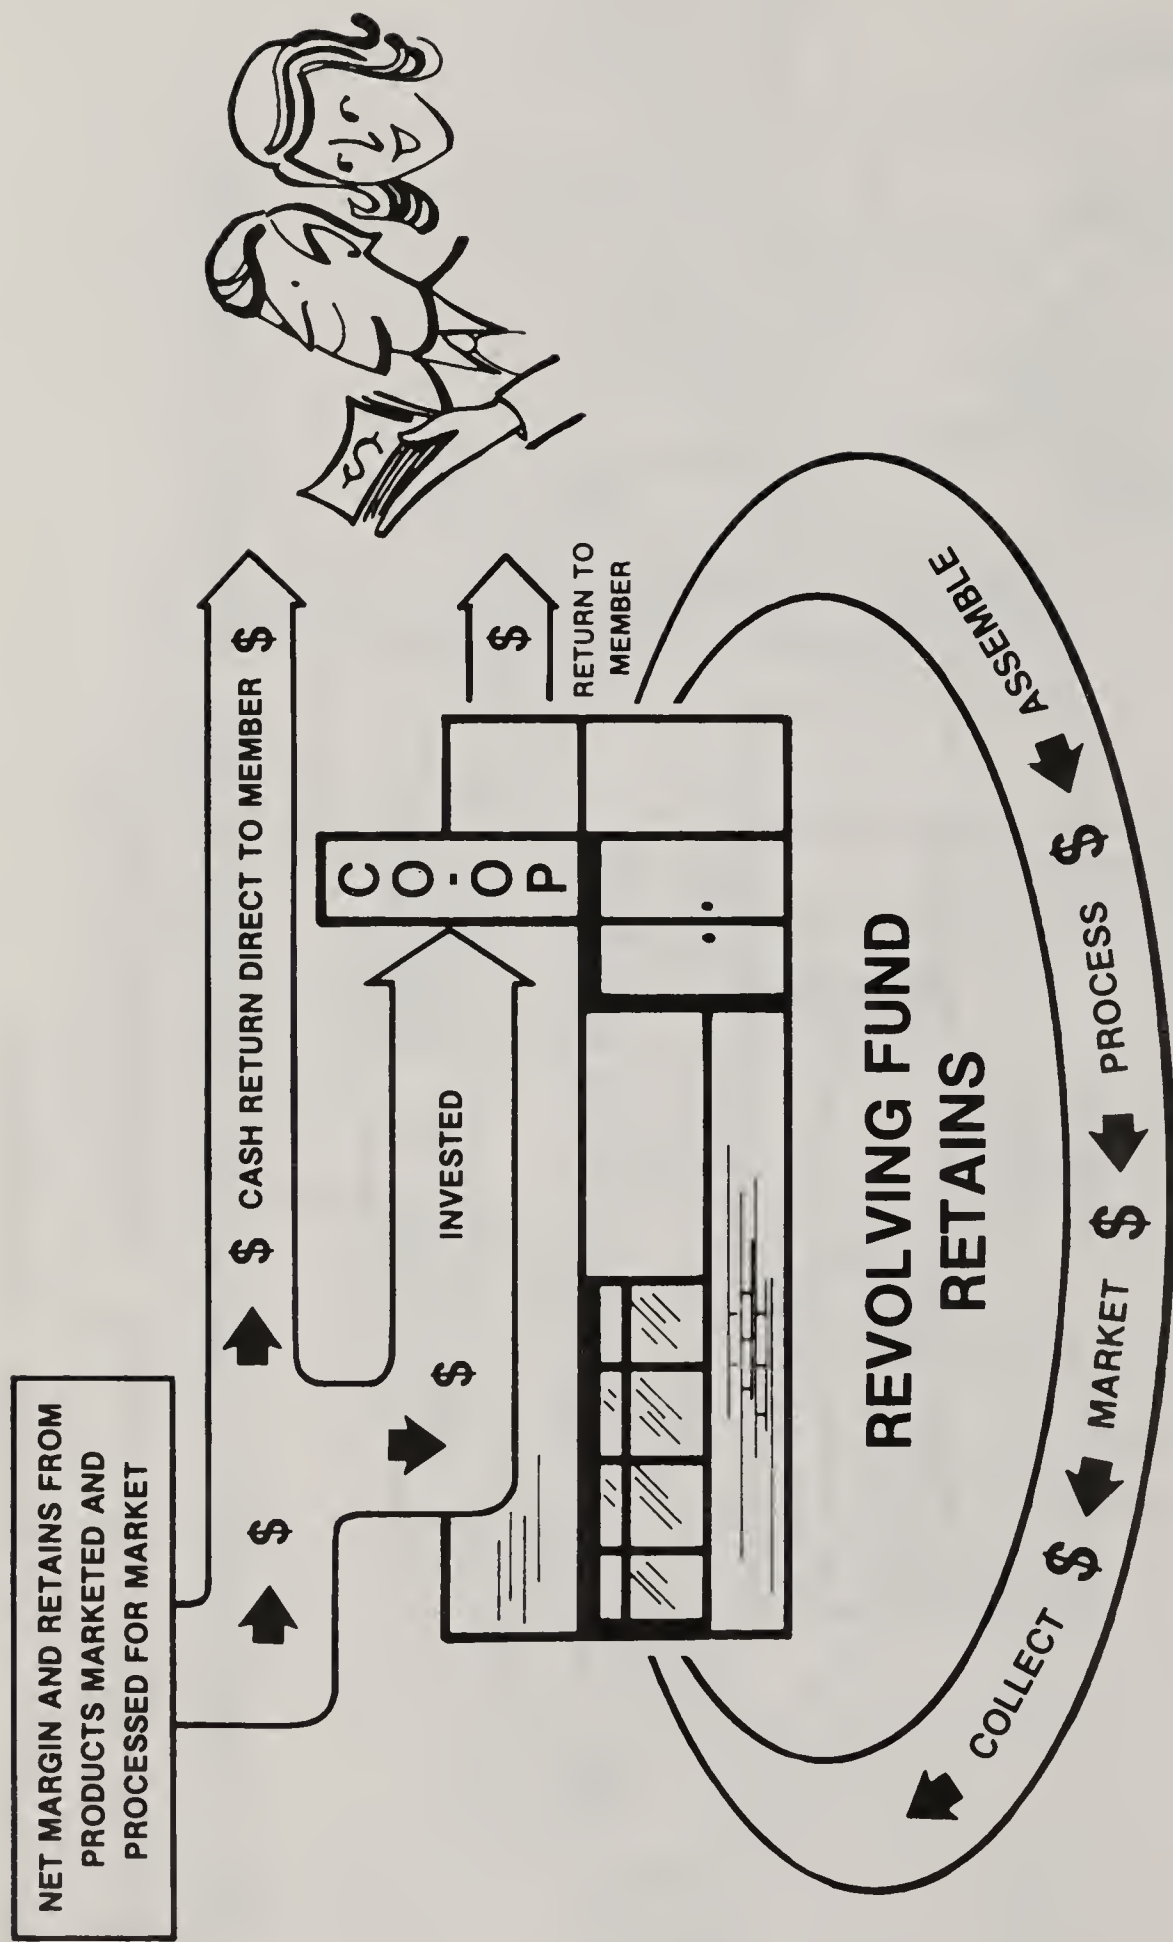 NET MARGIN AND RETAINS FROM
PRODUCTS MARKETED AND
PROCESSED FOR MARKET
$
$ CASH RETURN DIRECT TO MEMBER $
$
INVESTED
CO-OP
$
RETURN TO
MEMBER
$
REVOLVING FUND
RETAINS
ASSEMBLE
$
PROCESS
$
MARKET
$
COLLECT